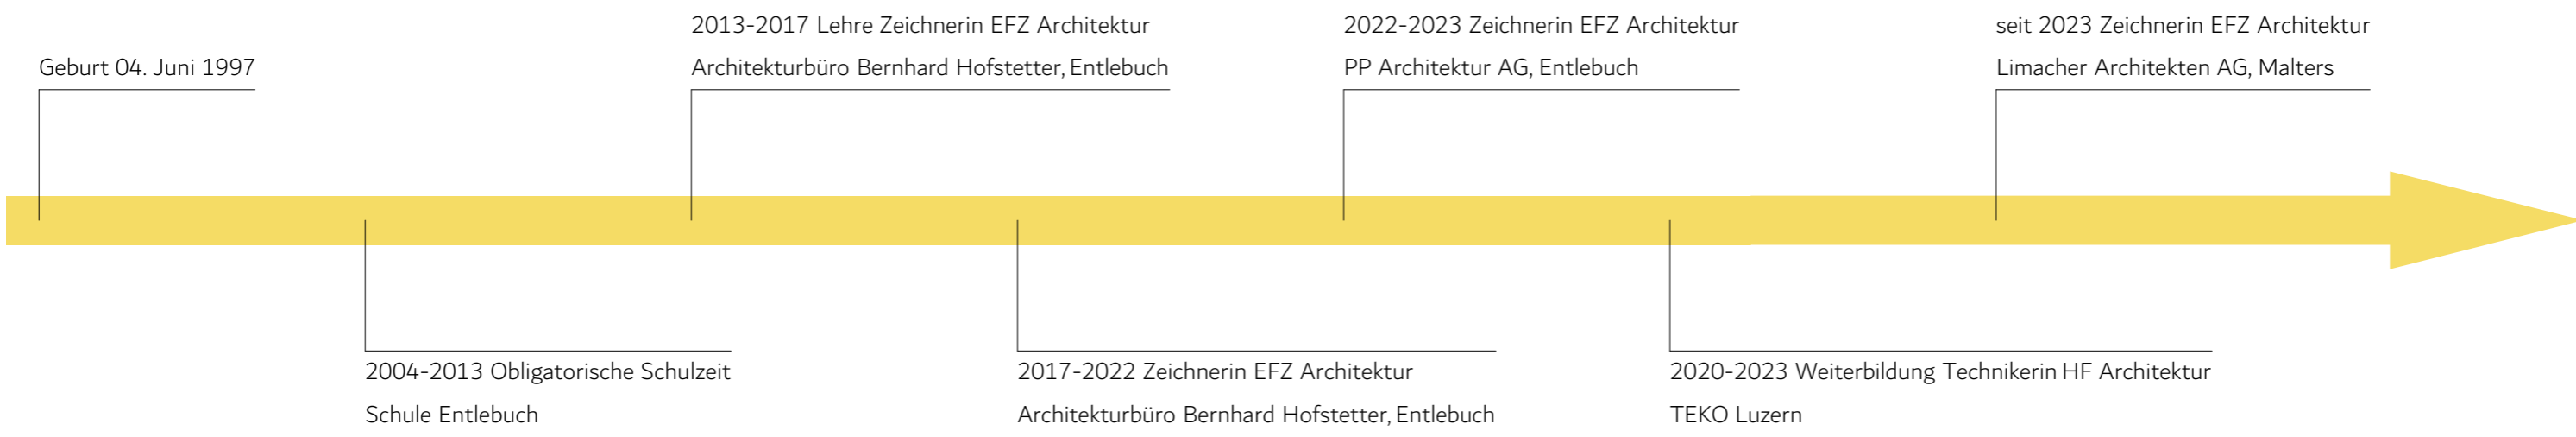 Geburt 04. Juni 1997
2004-2013 Obligatorische Schulzeit
Schule Entlebuch
2013-2017 Lehre Zeichnerin EFZ Architektur
Architekturbüro Bernhard Hofstetter, Entlebuch
2017-2022 Zeichnerin EFZ Architektur
Architekturbüro Bernhard Hofstetter, Entlebuch
2022-2023 Zeichnerin EFZ Architektur
PP Architektur AG, Entlebuch
2020-2023 Weiterbildung Technikerin HF Architektur
TEKO Luzern
seit 2023 Zeichnerin EFZ Architektur
Limacher Architekten AG, Malters